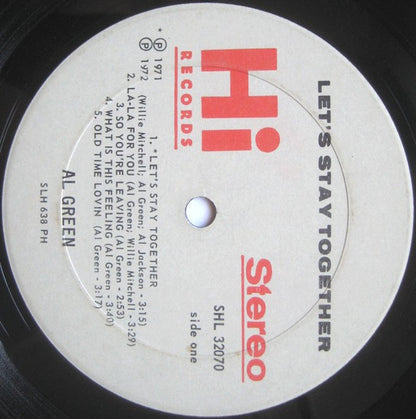 LET'S STAY TOGETHER
Hi
RECORDS
Stereo
SHL 32070
side one
* Ⓟ 1971
Ⓟ 1972
1. *LET'S STAY TOGETHER
(Willie Mitchell; Al Green; Al Jackson - 3:15)
2. LA-LA FOR YOU (Al Green; Willie Mitchell - 3:29)
3. SO YOU'RE LEAVING (Al Green - 2:53)
4. WHAT IS THIS FEELING (Al Green - 3:40)
5. OLD TIME LOVIN (Al Green - 3:17)
AL GREEN
SLH 638 PH